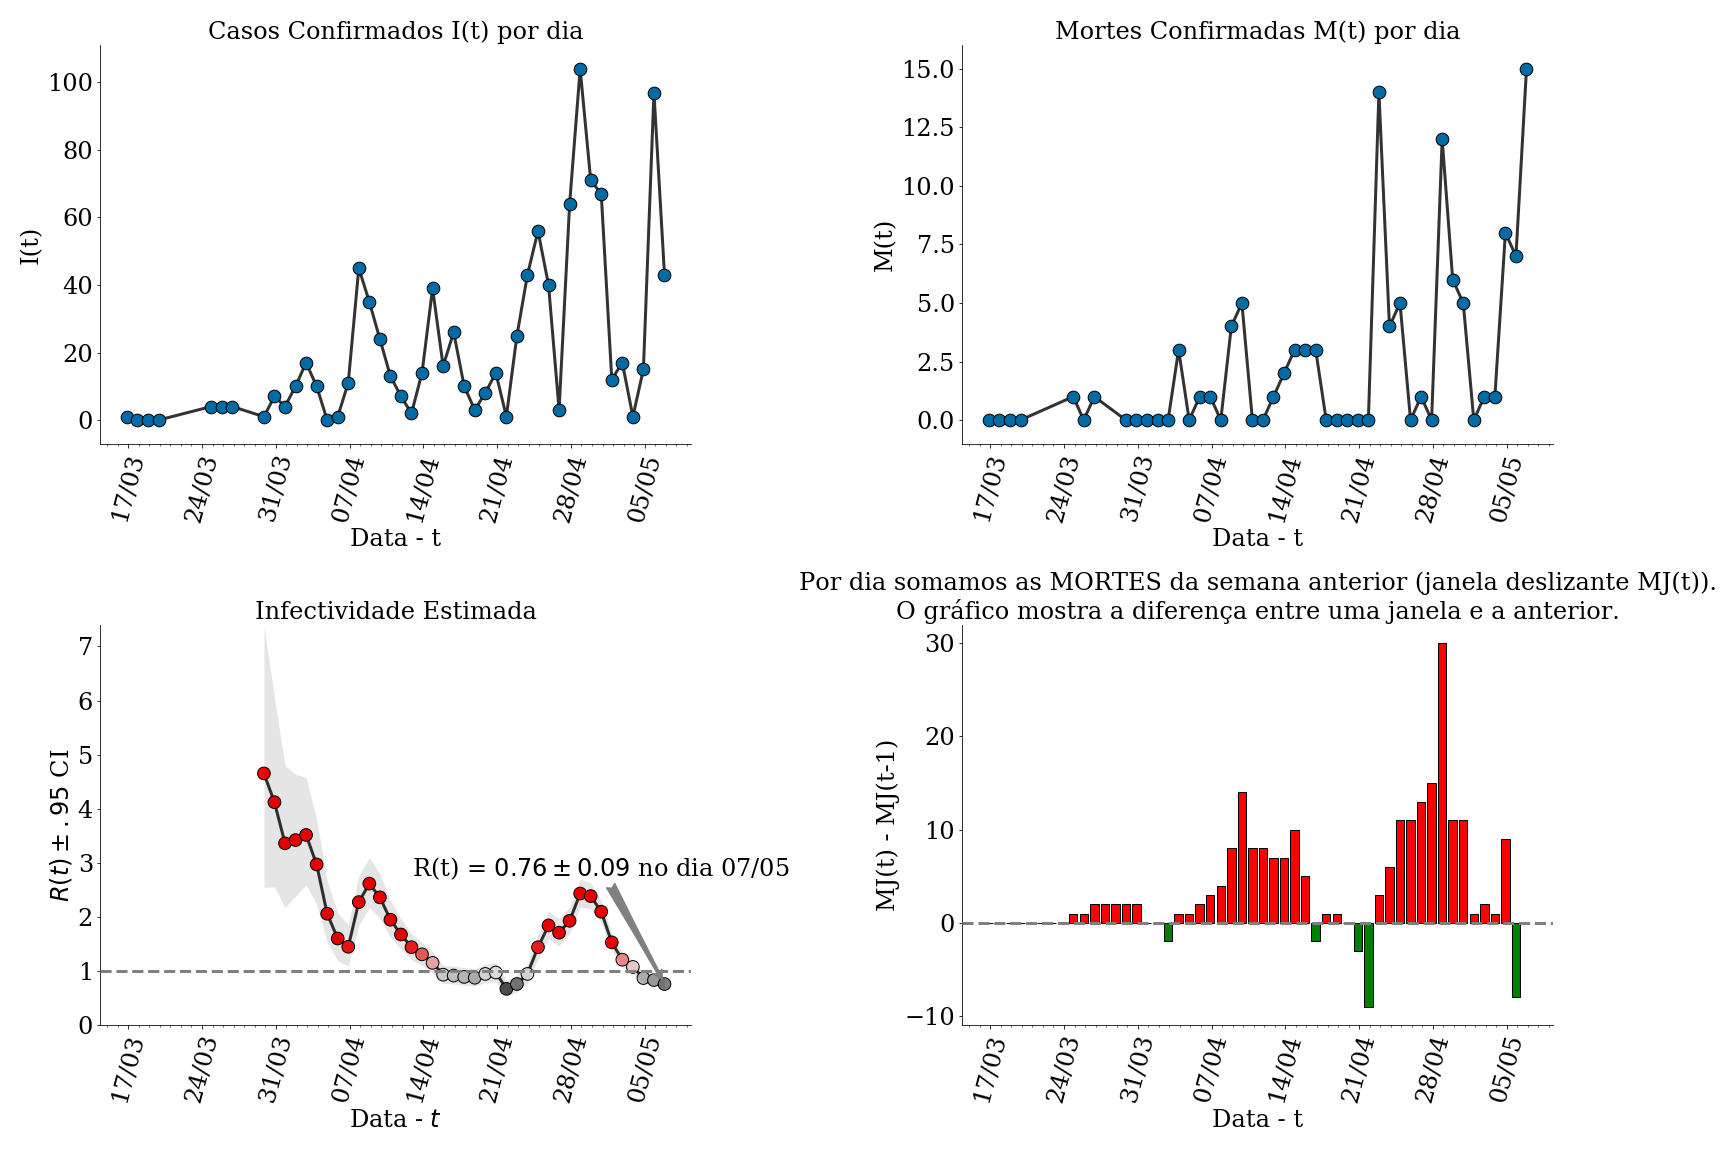 Casos Confirmados I(t) por dia
I(t)
100
80
60
40
20
0
17/03 24/03 31/03 07/04 14/04 21/04 28/04 05/05
Data - t
Mortes Confirmadas M(t) por dia
M(t)
15.0
12.5
10.0
7.5
5.0
2.5
0.0
17/03 24/03 31/03 07/04 14/04 21/04 28/04 05/05
Data - t
Infectividade Estimada
R(t) ± .95 CI
7
6
5
4
3
2
1
0
R(t) = 0.76 ± 0.09 no dia 07/05
17/03 24/03 31/03 07/04 14/04 21/04 28/04 05/05
Data - t
Por dia somamos as MORTES da semana anterior (janela deslizante MJ(t)).
O gráfico mostra a diferença entre uma janela e a anterior.
MJ(t) - MJ(t-1)
30
20
10
0
−10
17/03 24/03 31/03 07/04 14/04 21/04 28/04 05/05
Data - t